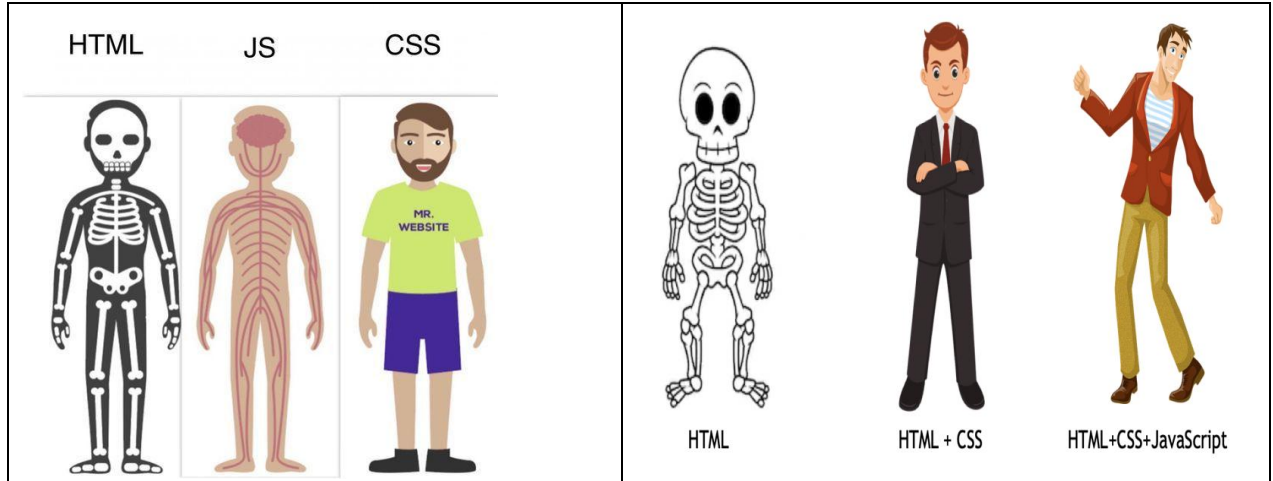 HTML
JS
CSS
MR.
WEBSITE
HTML
HTML + CSS
HTML+CSS+JavaScript